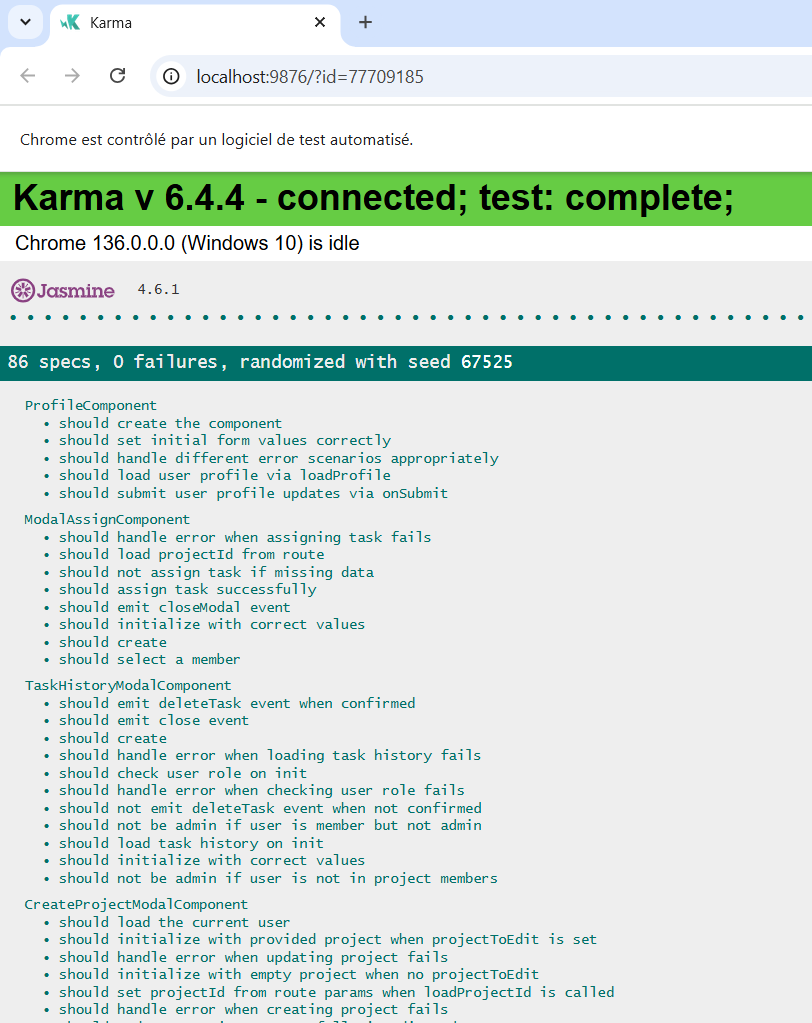 Karma
localhost:9876/?id=77709185
Chrome est contrôlé par un logiciel de test automatisé.
Karma v 6.4.4 - connected; test: complete;
Chrome 136.0.0.0 (Windows 10) is idle
Jasmine 4.6.1
86 specs, 0 failures, randomized with seed 67525
ProfileComponent
• should create the component
• should set initial form values correctly
• should handle different error scenarios appropriately
• should load user profile via loadProfile
• should submit user profile updates via onSubmit
ModalAssignComponent
• should handle error when assigning task fails
• should load projectId from route
• should not assign task if missing data
• should assign task successfully
• should emit closeModal event
• should initialize with correct values
• should create
• should select a member
TaskHistoryModalComponent
• should emit deleteTask event when confirmed
• should emit close event
• should create
• should handle error when loading task history fails
• should check user role on init
• should handle error when checking user role fails
• should not emit deleteTask event when not confirmed
• should not be admin if user is member but not admin
• should load task history on init
• should initialize with correct values
• should not be admin if user is not in project members
CreateProjectModalComponent
• should load the current user
• should initialize with provided project when projectToEdit is set
• should handle error when updating project fails
• should initialize with empty project when no projectToEdit
• should set projectId from route params when loadProjectId is called
• should handle error when creating project fails